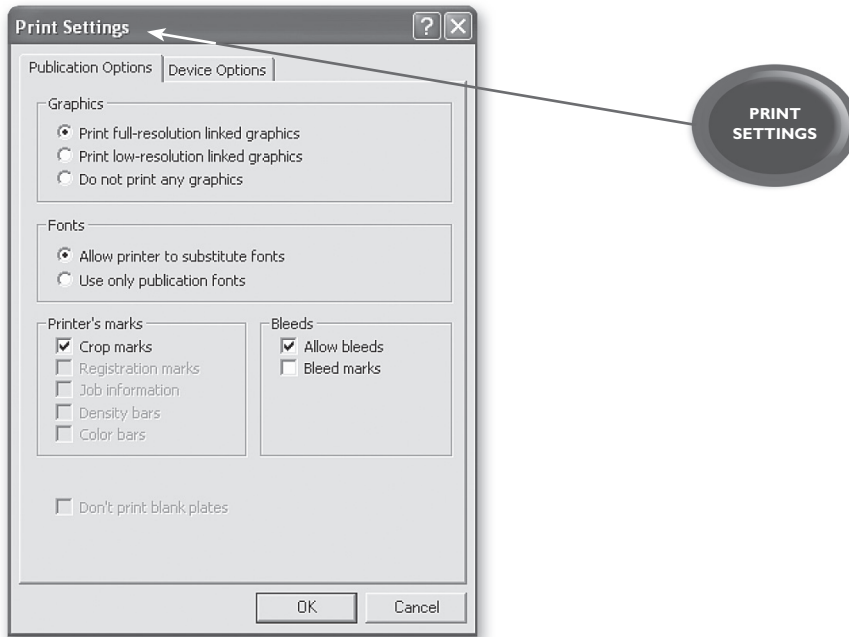 Print Settings
Publication Options
Device Options
Graphics
Print full-resolution linked graphics
Print low-resolution linked graphics
Do not print any graphics
Fonts
Allow printer to substitute fonts
Use only publication fonts
Printer's marks
Crop marks
Registration marks
Job information
Density bars
Color bars
Bleeds
Allow bleeds
Bleed marks
Don't print blank plates
OK
Cancel
PRINT
SETTINGS